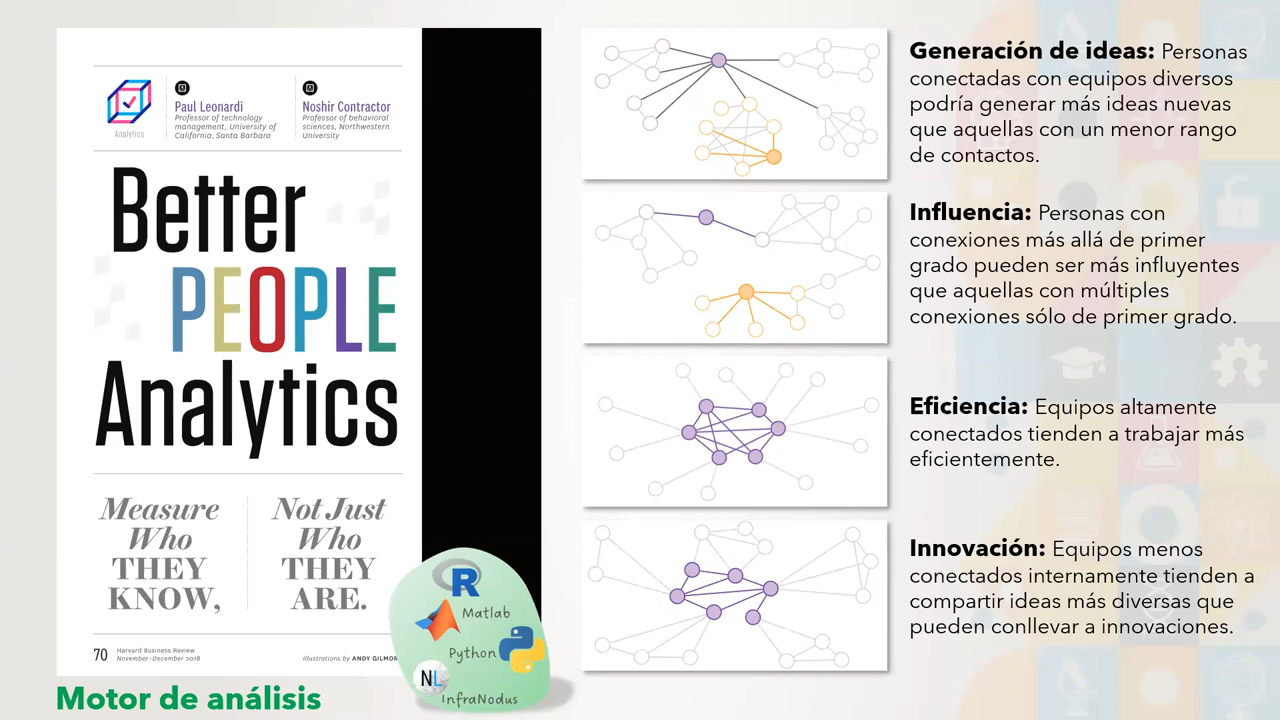 Analytics
Paul Leonardi
Professor of technology
management, University of
California, Santa Barbara
Noshir Contractor
Professor of behavioral
sciences, Northwestern
University
Better
PEOPLE
Analytics
Measure
Who
THEY
KNOW,
Not Just
Who
THEY
ARE.
70
Harvard Business Review
November–December 2018
Illustrations by ANDY GILMOR
R
Matlab
Python
NL
InfraNodus
Motor de análisis
Generación de ideas: Personas
conectadas con equipos diversos
podría generar más ideas nuevas
que aquellas con un menor rango
de contactos.
Influencia: Personas con
conexiones más allá de primer
grado pueden ser más influyentes
que aquellas con múltiples
conexiones sólo de primer grado.
Eficiencia: Equipos altamente
conectados tienden a trabajar más
eficientemente.
Innovación: Equipos menos
conectados internamente tienden a
compartir ideas más diversas que
pueden conllevar a innovaciones.